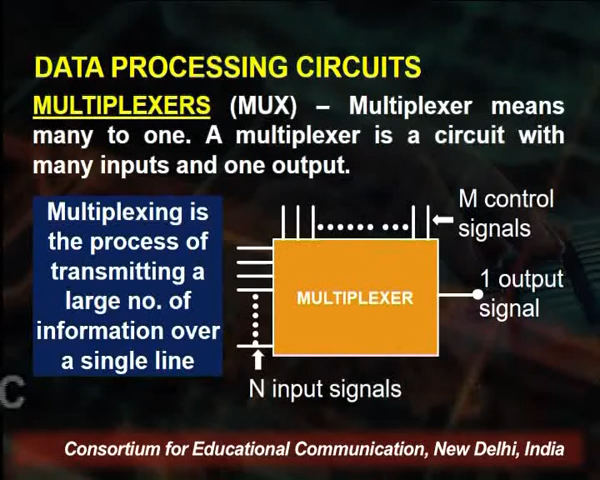 DATA PROCESSING CIRCUITS
MULTIPLEXERS (MUX) – Multiplexer means
many to one. A multiplexer is a circuit with
many inputs and one output.
Multiplexing is
the process of
transmitting a
large no. of
information over
a single line
M control
signals
MULTIPLEXER
1 output
signal
N input signals
C
Consortium for Educational Communication, New Delhi, India